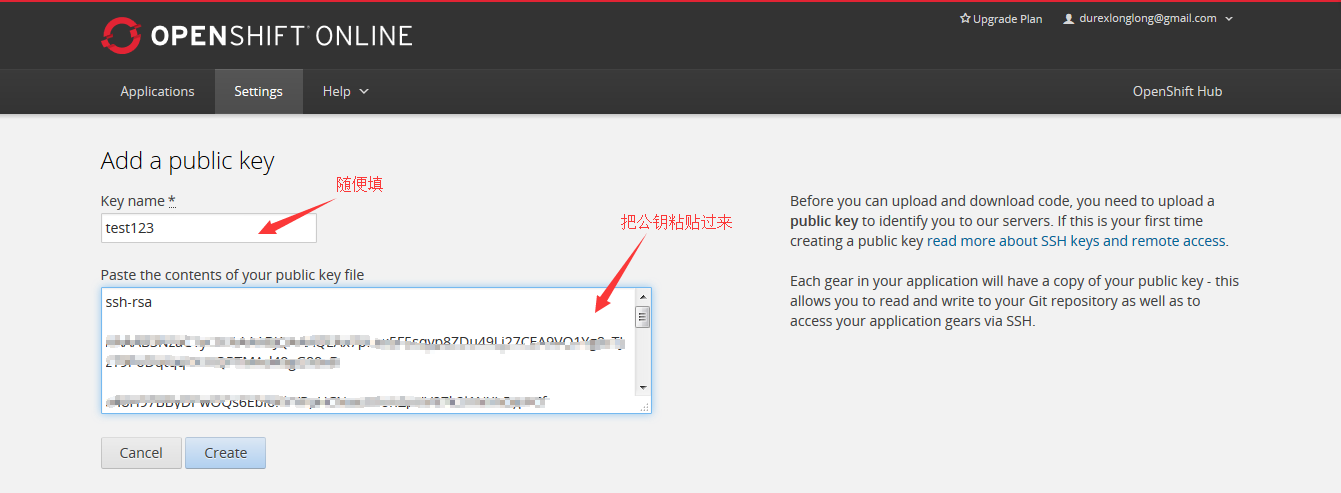 OPENSHIFT ONLINE
Upgrade Plan
durexlonglong@gmail.com
Applications
Settings
Help
OpenShift Hub
Add a public key
随便填
Key name *
test123
把公钥粘贴过来
Paste the contents of your public key file
ssh-rsa
Cancel
Create
Before you can upload and download code, you need to upload a
public key to identify you to our servers. If this is your first time
creating a public key read more about SSH keys and remote access.
Each gear in your application will have a copy of your public key - this
allows you to read and write to your Git repository as well as to
access your application gears via SSH.